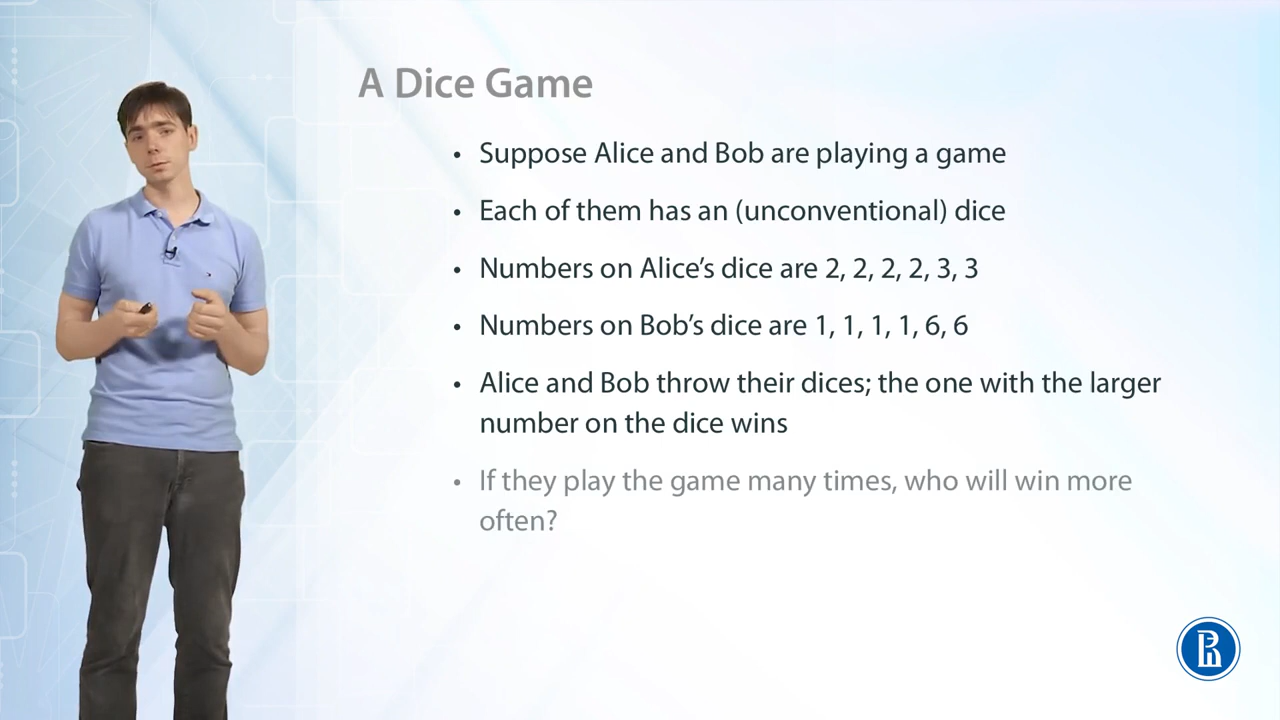 A Dice Game
• Suppose Alice and Bob are playing a game
• Each of them has an (unconventional) dice
• Numbers on Alice’s dice are 2, 2, 2, 2, 3, 3
• Numbers on Bob’s dice are 1, 1, 1, 1, 6, 6
• Alice and Bob throw their dices; the one with the larger
number on the dice wins
• If they play the game many times, who will win more
often?